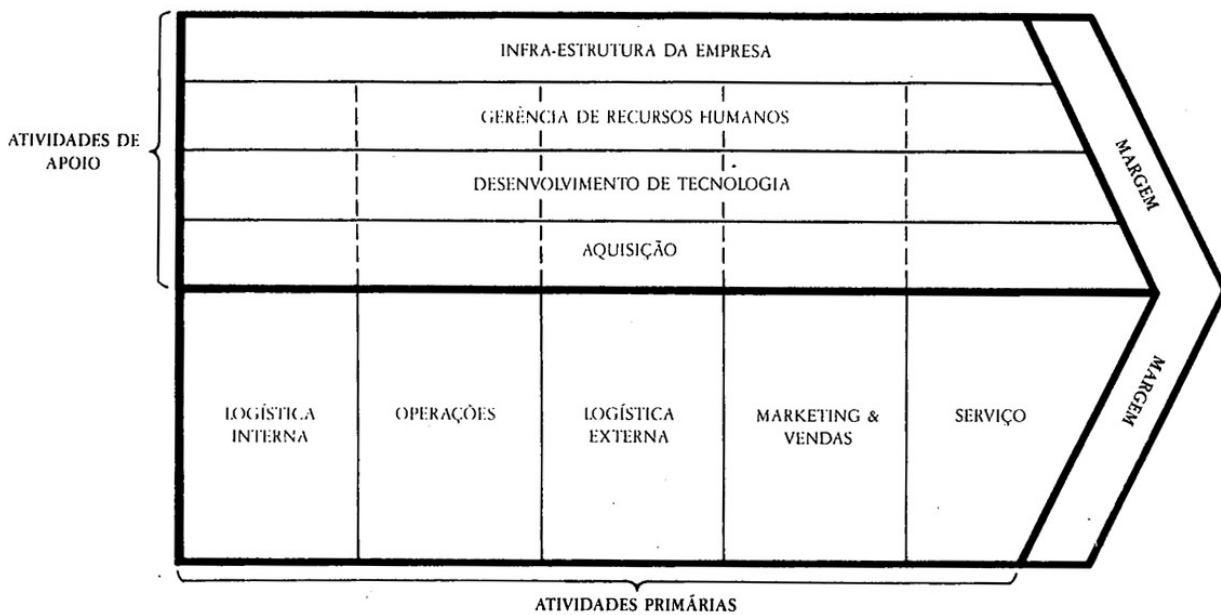 INFRA-ESTRUTURA DA EMPRESA
GERÊNCIA DE RECURSOS HUMANOS
ATIVIDADES DE
APOIO
DESENVOLVIMENTO DE TECNOLOGIA
AQUISIÇÃO
MARGEM
LOGÍSTICA
INTERNA
OPERAÇÕES
LOGÍSTICA
EXTERNA
MARKETING &
VENDAS
SERVIÇO
MARGEM
ATIVIDADES PRIMÁRIAS